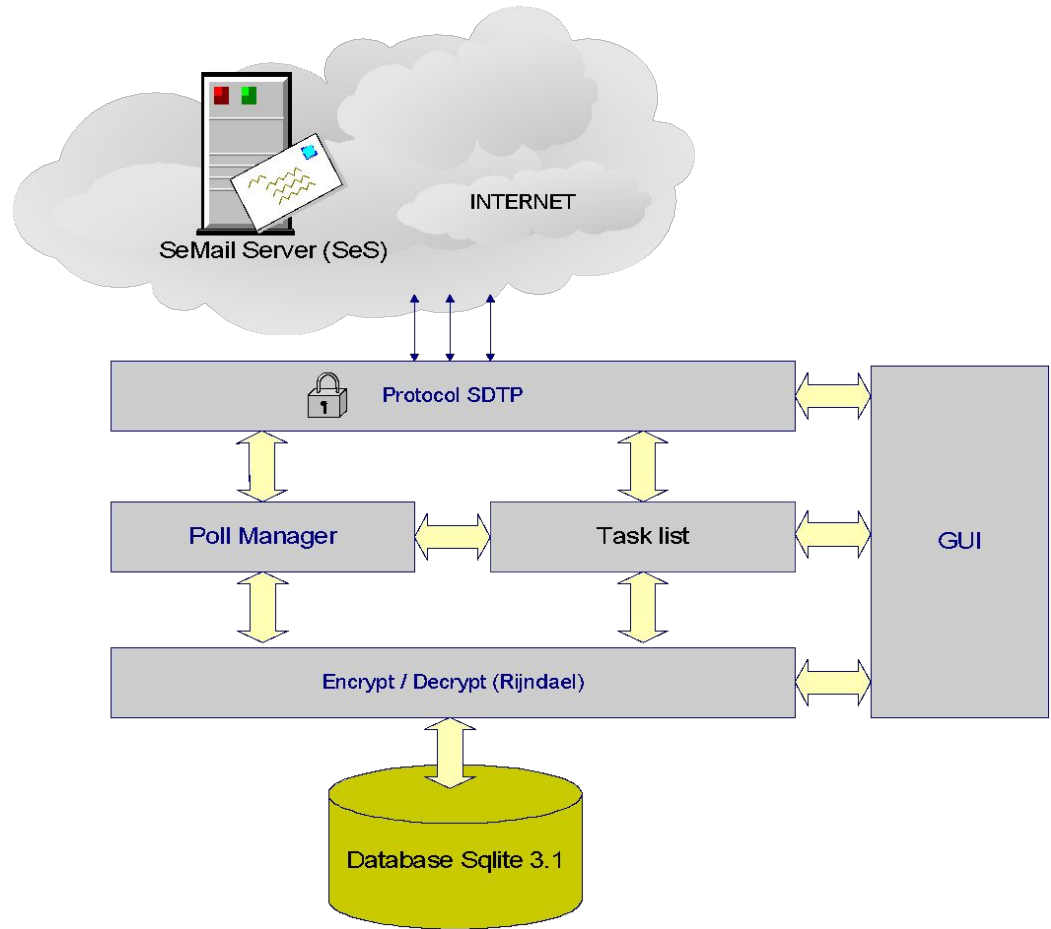 INTERNET
SeMail Server (SeS)
Protocol SDTP
Poll Manager
Task list
GUI
Encrypt / Decrypt (Rijndael)
Database Sqlite 3.1